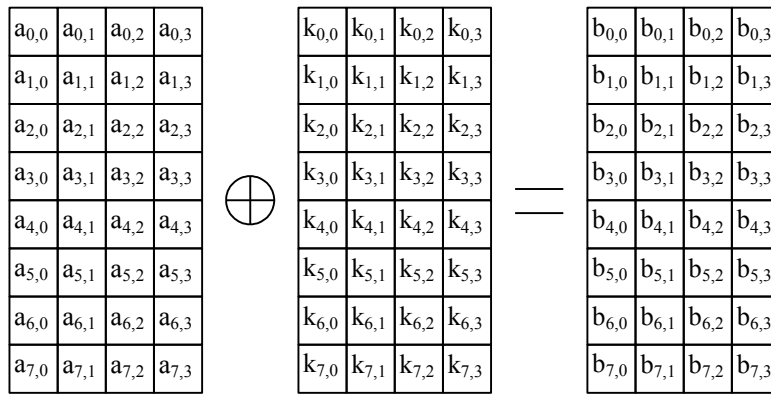 a0,0 a0,1 a0,2 a0,3 k0,0 k0,1 k0,2 k0,3 b0,0 b0,1 b0,2 b0,3
a1,0 a1,1 a1,2 a1,3 k1,0 k1,1 k1,2 k1,3 b1,0 b1,1 b1,2 b1,3
a2,0 a2,1 a2,2 a2,3 k2,0 k2,1 k2,2 k2,3 b2,0 b2,1 b2,2 b2,3
a3,0 a3,1 a3,2 a3,3 k3,0 k3,1 k3,2 k3,3 b3,0 b3,1 b3,2 b3,3
⊕ =
a4,0 a4,1 a4,2 a4,3 k4,0 k4,1 k4,2 k4,3 b4,0 b4,1 b4,2 b4,3
a5,0 a5,1 a5,2 a5,3 k5,0 k5,1 k5,2 k5,3 b5,0 b5,1 b5,2 b5,3
a6,0 a6,1 a6,2 a6,3 k6,0 k6,1 k6,2 k6,3 b6,0 b6,1 b6,2 b6,3
a7,0 a7,1 a7,2 a7,3 k7,0 k7,1 k7,2 k7,3 b7,0 b7,1 b7,2 b7,3